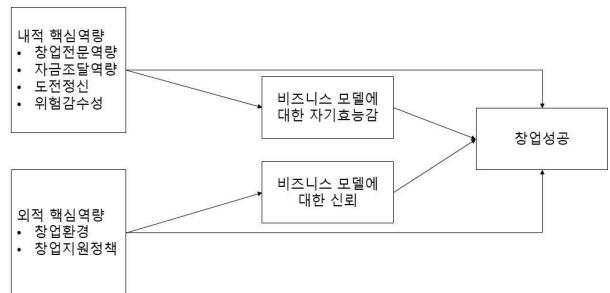 내적 핵심역량
• 창업전문역량
• 자금조달역량
• 도전정신
• 위험감수성
비즈니스 모델에
대한 자기효능감
창업성공
비즈니스 모델에
대한 신뢰
외적 핵심역량
• 창업환경
• 창업지원정책